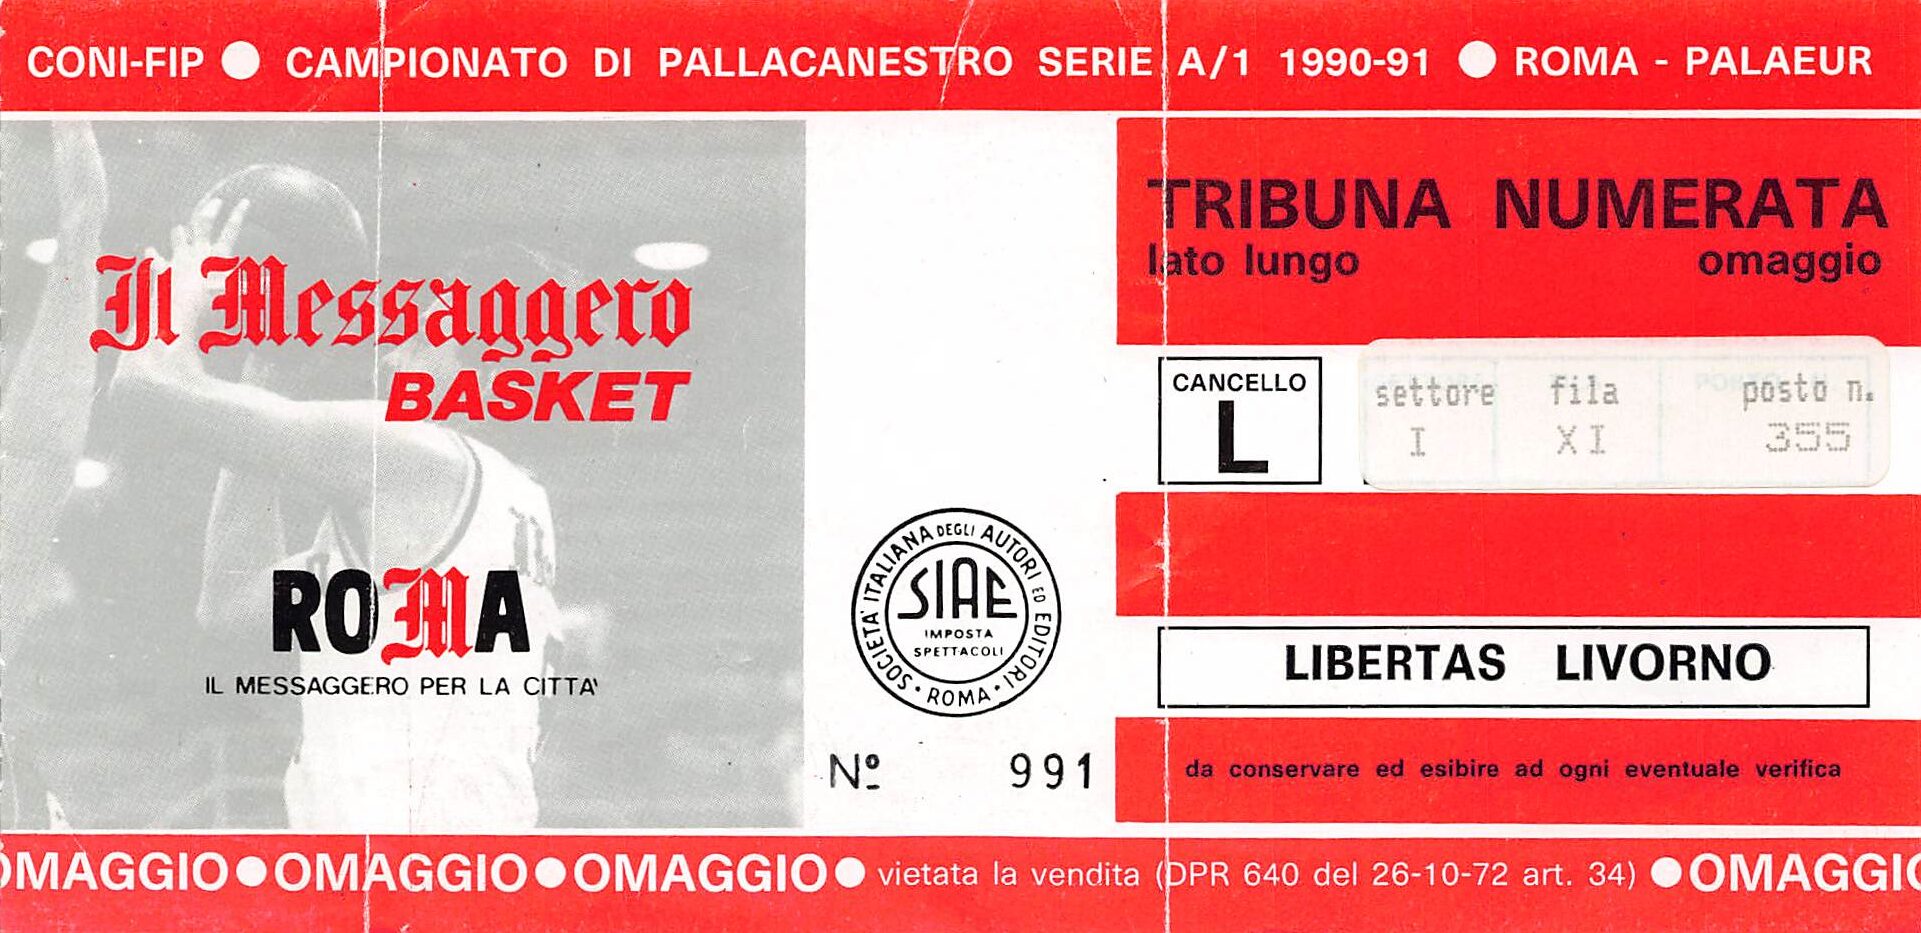 CONI-FIP ● CAMPIONATO DI PALLACANESTRO SERIE A/1 1990-91 ● ROMA - PALAEUR
Il Messaggero
BASKET
ROMA
IL MESSAGGERO PER LA CITTA'
SOCIETA' ITALIANA DEGLI AUTORI ED EDITORI
SIAE
IMPOSTA
SPETTACOLI
• ROMA •
Nº 991
TRIBUNA NUMERATA
lato lungo omaggio
CANCELLO
L
settore fila posto n.
I XI 355
LIBERTAS LIVORNO
da conservare ed esibire ad ogni eventuale verifica
OMAGGIO ● OMAGGIO ● OMAGGIO ● vietata la vendita (DPR 640 del 26-10-72 art. 34) ● OMAGGIO